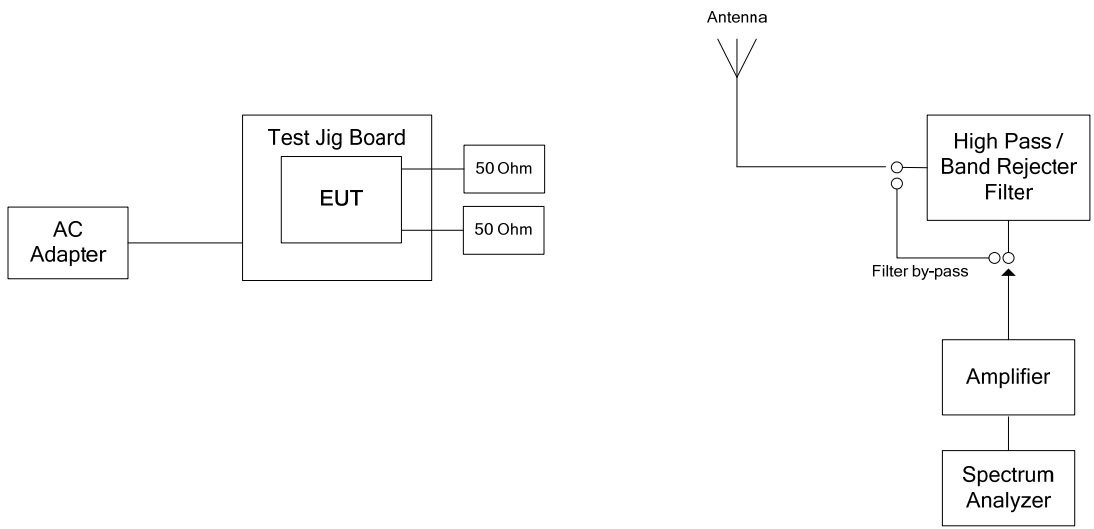 Antenna
Test Jig Board
EUT
50 Ohm
50 Ohm
AC
Adapter
High Pass /
Band Rejecter
Filter
Filter by-pass
Amplifier
Spectrum
Analyzer